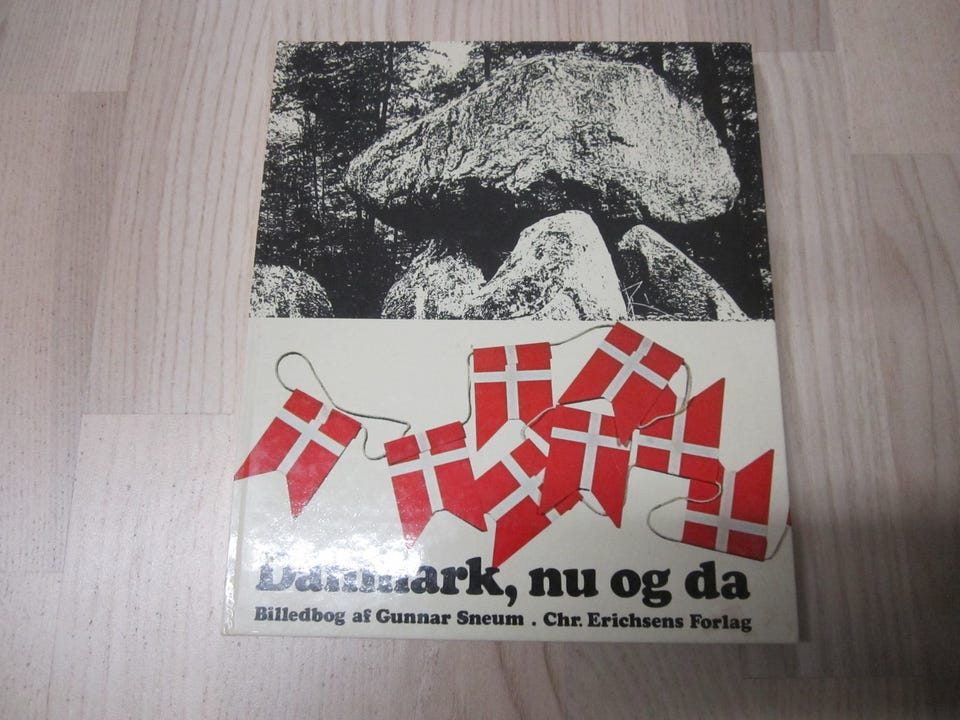 Danmark, nu og da
Billedbog af Gunnar Sneum . Chr. Erichsens Forlag